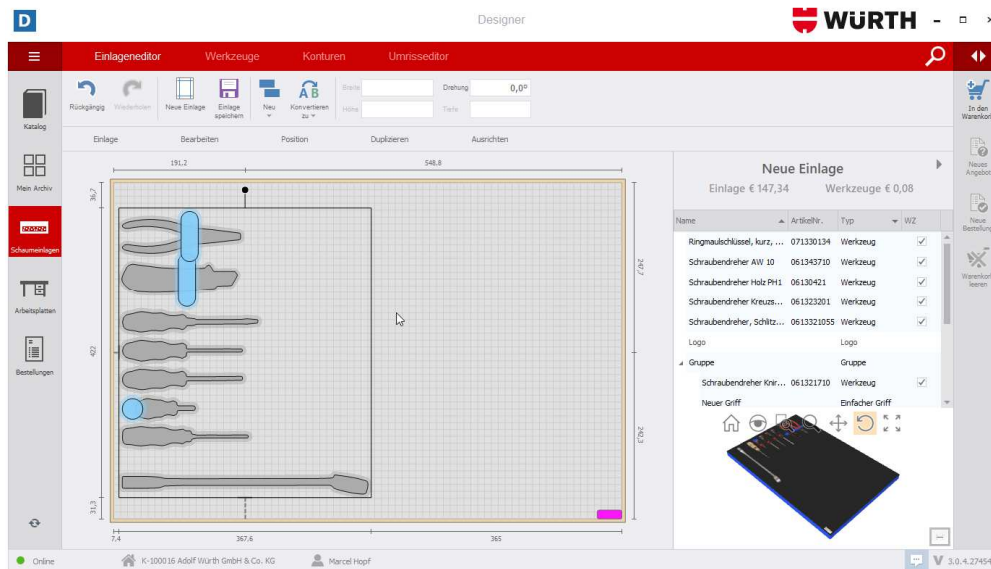 D
Designer
WÜRTH
Einlageneditor Werkzeuge Konturen Umrisseditor
Rückgängig Wiederholen Neue Einlage Einlage speichern Neu Konvertieren zu
Breite Drehung 0,0°
Höhe Tiefe
Einlage Bearbeiten Position Duplizieren Ausrichten
Katalog
Mein Archiv
Schaumeinlagen
Arbeitsplatten
Bestellungen
191,2 548,8
36,7
422
31,3
247,7
242,3
7,4 367,6 365
Neue Einlage
Einlage € 147,34 Werkzeuge € 0,08
Name ArtikelNr. Typ WZ
Ringmaulschlüssel, kurz, ... 071330134 Werkzeug
Schraubendreher AW 10 061343710 Werkzeug
Schraubendreher Holz PH1 06130421 Werkzeug
Schraubendreher Kreuzs... 061323201 Werkzeug
Schraubendreher, Schlitz... 0613321055 Werkzeug
Logo Logo
Gruppe Gruppe
Schraubendreher Knir... 061321710 Werkzeug
Neuer Griff Einfacher Griff
In den
Warenkorb
Neues
Angebot
Neue
Bestellung
Warenkorb
leeren
Online K-100016 Adolf Würth GmbH & Co. KG Marcel Hopf V 3.0.4.27454